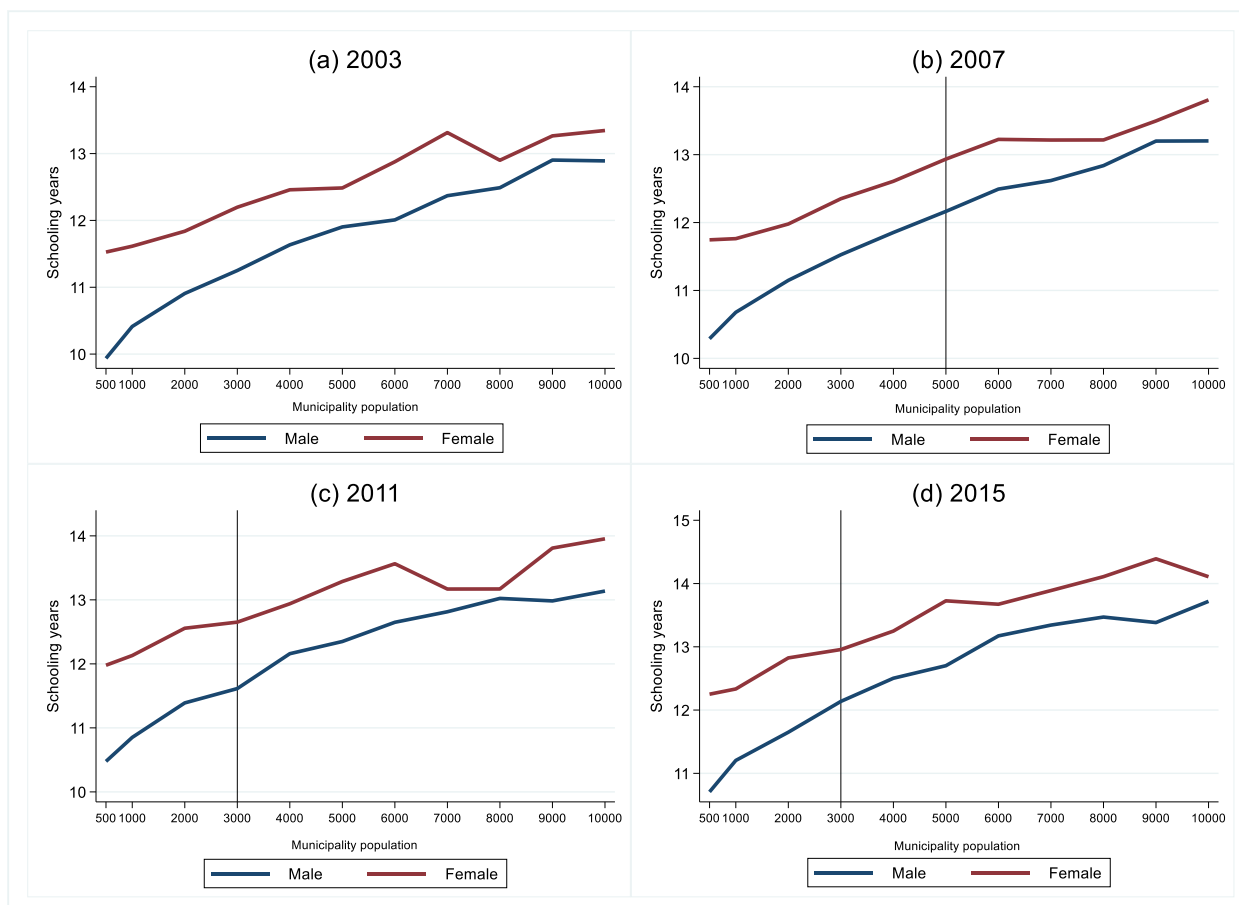 (a) 2003
14
13
12
11
10
Schooling years
500 1000 2000 3000 4000 5000 6000 7000 8000 9000 10000
Municipality population
Male Female
(b) 2007
14
13
12
11
10
Schooling years
500 1000 2000 3000 4000 5000 6000 7000 8000 9000 10000
Municipality population
Male Female
(c) 2011
14
13
12
11
10
Schooling years
500 1000 2000 3000 4000 5000 6000 7000 8000 9000 10000
Municipality population
Male Female
(d) 2015
15
14
13
12
11
Schooling years
500 1000 2000 3000 4000 5000 6000 7000 8000 9000 10000
Municipality population
Male Female